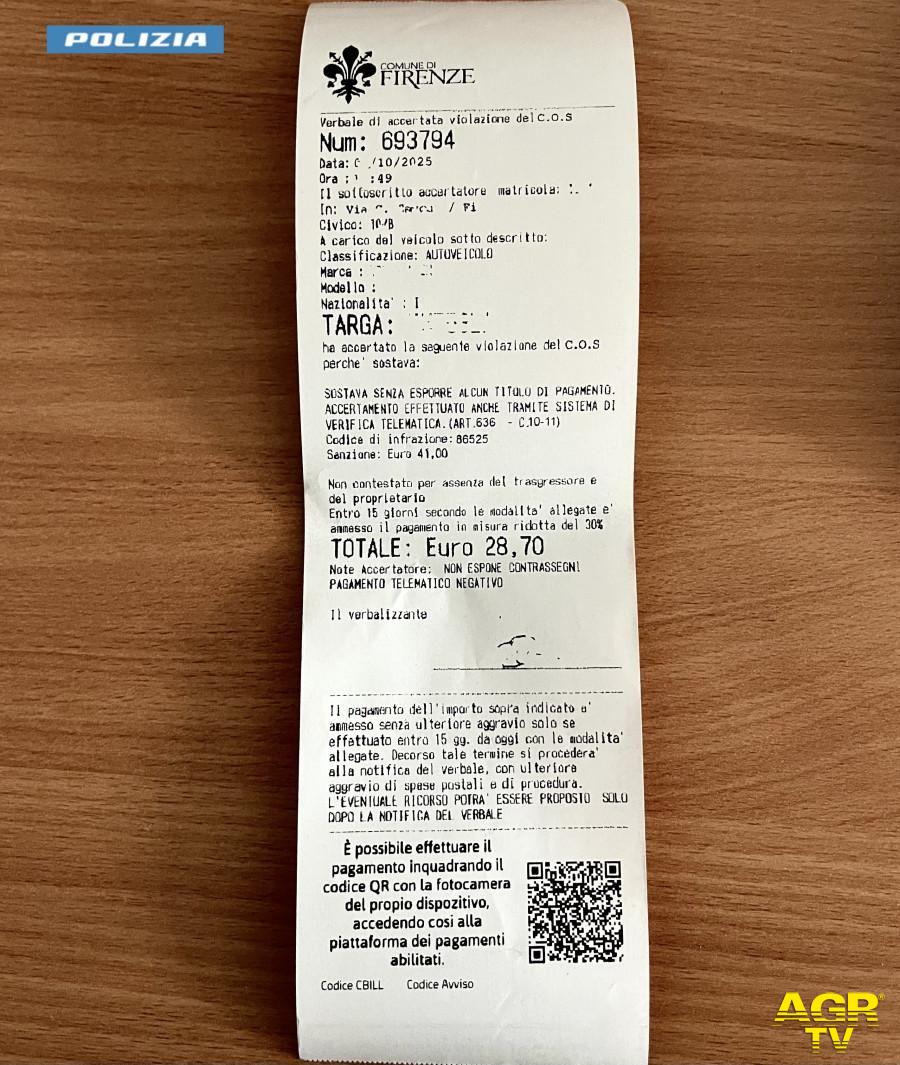 POLIZIA
COMUNE DI
FIRENZE
Verbale di accertata violazione del C.O.S
Num: 693794
Data: /10/2025
Ora : :49
Il sottoscritto accertatore matricola:
In: Via / Fi
Civico:
A carico del veicolo sotto descritto:
Classificazione: AUTOVEICOLO
Marca :
Modello :
Nazionalita' : I
TARGA:
ha accertato la seguente violazione del C.O.S
perche' sostava:
SOSTAVA SENZA ESPORRE ALCUN TITOLO DI PAGAMENTO.
ACCERTAMENTO EFFETTUATO ANCHE TRAMITE SISTEMA DI
VERIFICA TELEMATICA.(ART.636 - C.10-11)
Codice di infrazione:86525
Sanzione: Euro 41,00
Non contestato per assenza del trasgressore e
del proprietario
Entro 15 giorni secondo le modalita' allegate e'
ammesso il pagamento in misura ridotta del 30%
TOTALE: Euro 28,70
Note Accertatore: NON ESPONE CONTRASSEGNI
PAGAMENTO TELEMATICO NEGATIVO
Il verbalizzante
Il pagamento dell'importo sopra indicato e'
ammesso senza ulteriore aggravio solo se
effettuato entro 15 gg. da oggi con le modalita'
allegate. Decorso tale termine si procedera'
alla notifica del verbale, con ulteriore
aggravio di spese postali e di procedura.
L'EVENTUALE RICORSO POTRA' ESSERE PROPOSTO SOLO
DOPO LA NOTIFICA DEL VERBALE
È possibile effettuare il
pagamento inquadrando il
codice QR con la fotocamera
del propio dispositivo,
accedendo cosi alla
piattaforma dei pagamenti
abilitati.
Codice CBILL Codice Avviso
AGR
TV